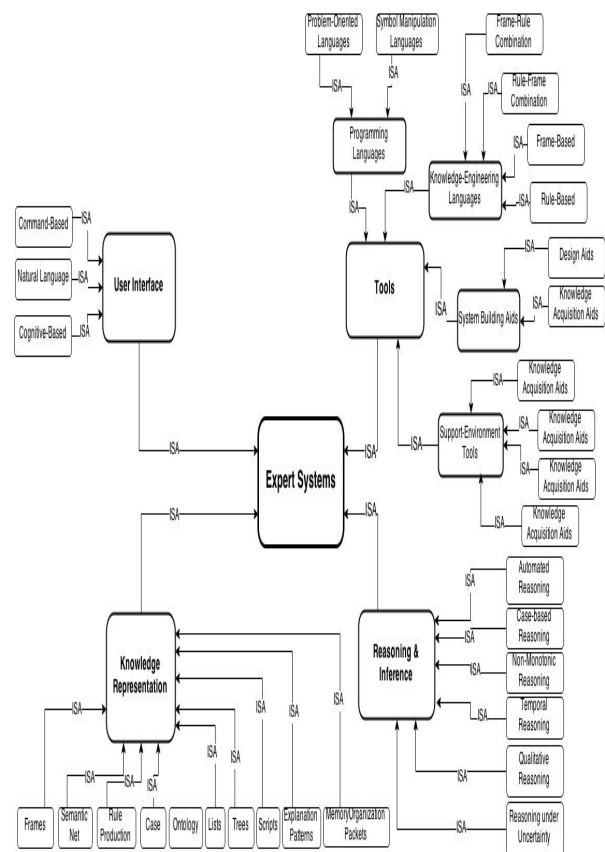 Problem-Oriented
Languages
Symbol Manipulation
Languages
Frame-Rule
Combination
ISA
ISA
ISA
ISA
Rule-Frame
Combination
Programming
Languages
Frame-Based
ISA
Knowledge-Engineering
Languages
ISA
ISA
ISA
Rule-Based
Command-Based
ISA
Natural Language
ISA
Cognitive-Based
ISA
User Interface
Tools
ISA
Design Aids
ISA
System Building Aids
ISA
Knowledge
Acquisition Aids
ISA
Knowledge
Acquisition Aids
Support-Environment
Tools
ISA
ISA
Knowledge
Acquisition Aids
ISA
Knowledge
Acquisition Aids
ISA
Knowledge
Acquisition Aids
ISA
ISA
Expert Systems
ISA
ISA
Knowledge
Representation
Reasoning &
Inference
ISA
Automated
Reasoning
ISA
Case-based
Reasoning
ISA
Non-Monotonic
Reasoning
ISA
Temporal
Reasoning
ISA
Qualitative
Reasoning
ISA
Reasoning under
Uncertainty
ISA
ISA
ISA
ISA
ISA
ISA
ISA
ISA
ISA
Frames
Semantic
Net
Rule
Production
Case
Ontology
Lists
Trees
Scripts
Explanation
Patterns
MemoryOrganization
Packets